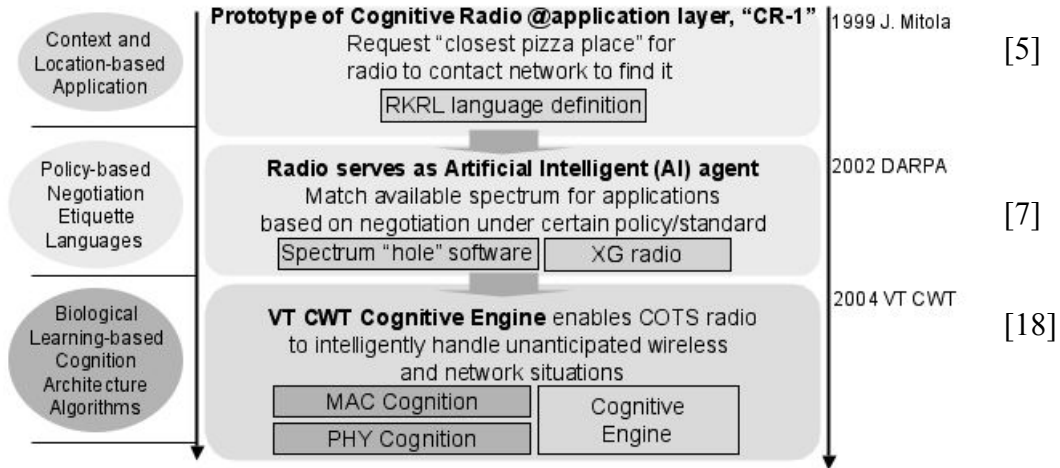 Context and
Location-based
Application
Prototype of Cognitive Radio @application layer, “CR-1”
Request “closest pizza place” for
radio to contact network to find it
RKRL language definition
1999 J. Mitola
[5]
Policy-based
Negotiation
Etiquette
Languages
Radio serves as Artificial Intelligent (AI) agent
Match available spectrum for applications
based on negotiation under certain policy/standard
Spectrum “hole” software
XG radio
2002 DARPA
[7]
Biological
Learning-based
Cognition
Architecture
Algorithms
VT CWT Cognitive Engine enables COTS radio
to intelligently handle unanticipated wireless
and network situations
MAC Cognition
PHY Cognition
Cognitive
Engine
2004 VT CWT
[18]